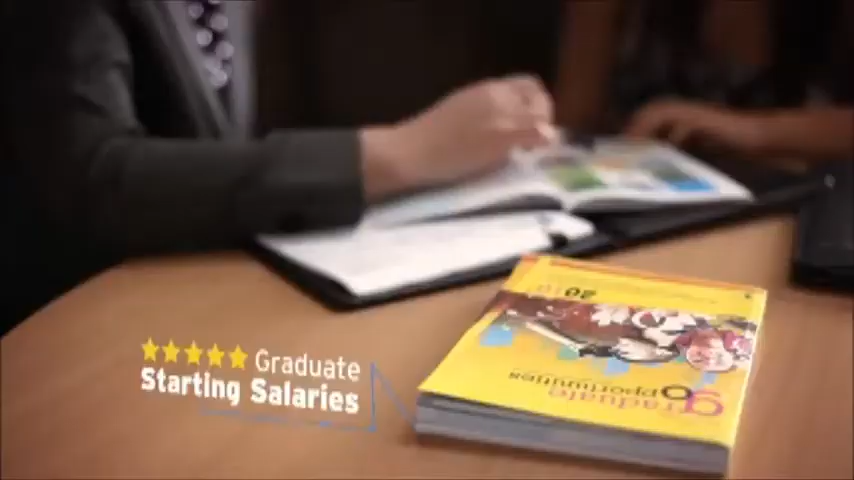 Graduate
Starting Salaries
graduate
Opportunities
2010